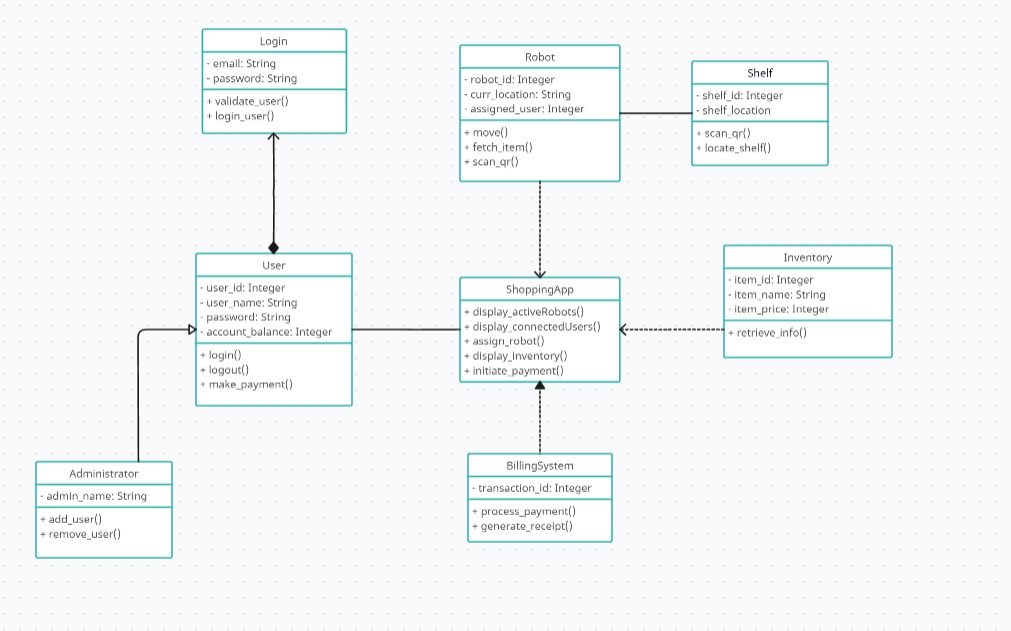 Login
- email: String
- password: String
+ validate_user()
+ login_user()
Robot
- robot_id: Integer
- curr_location: String
- assigned_user: Integer
+ move()
+ fetch_item()
+ scan_qr()
Shelf
- shelf_id: Integer
- shelf_location
+ scan_qr()
+ locate_shelf()
User
- user_id: Integer
- user_name: String
- password: String
- account_balance: Integer
+ login()
+ logout()
+ make_payment()
ShoppingApp
+ display_activeRobots()
+ display_connectedUsers()
+ assign_robot()
+ display_inventory()
+ initiate_payment()
Inventory
- item_id: Integer
- item_name: String
- item_price: Integer
+ retrieve_info()
Administrator
- admin_name: String
+ add_user()
+ remove_user()
BillingSystem
- transaction_id: Integer
+ process_payment()
+ generate_receipt()